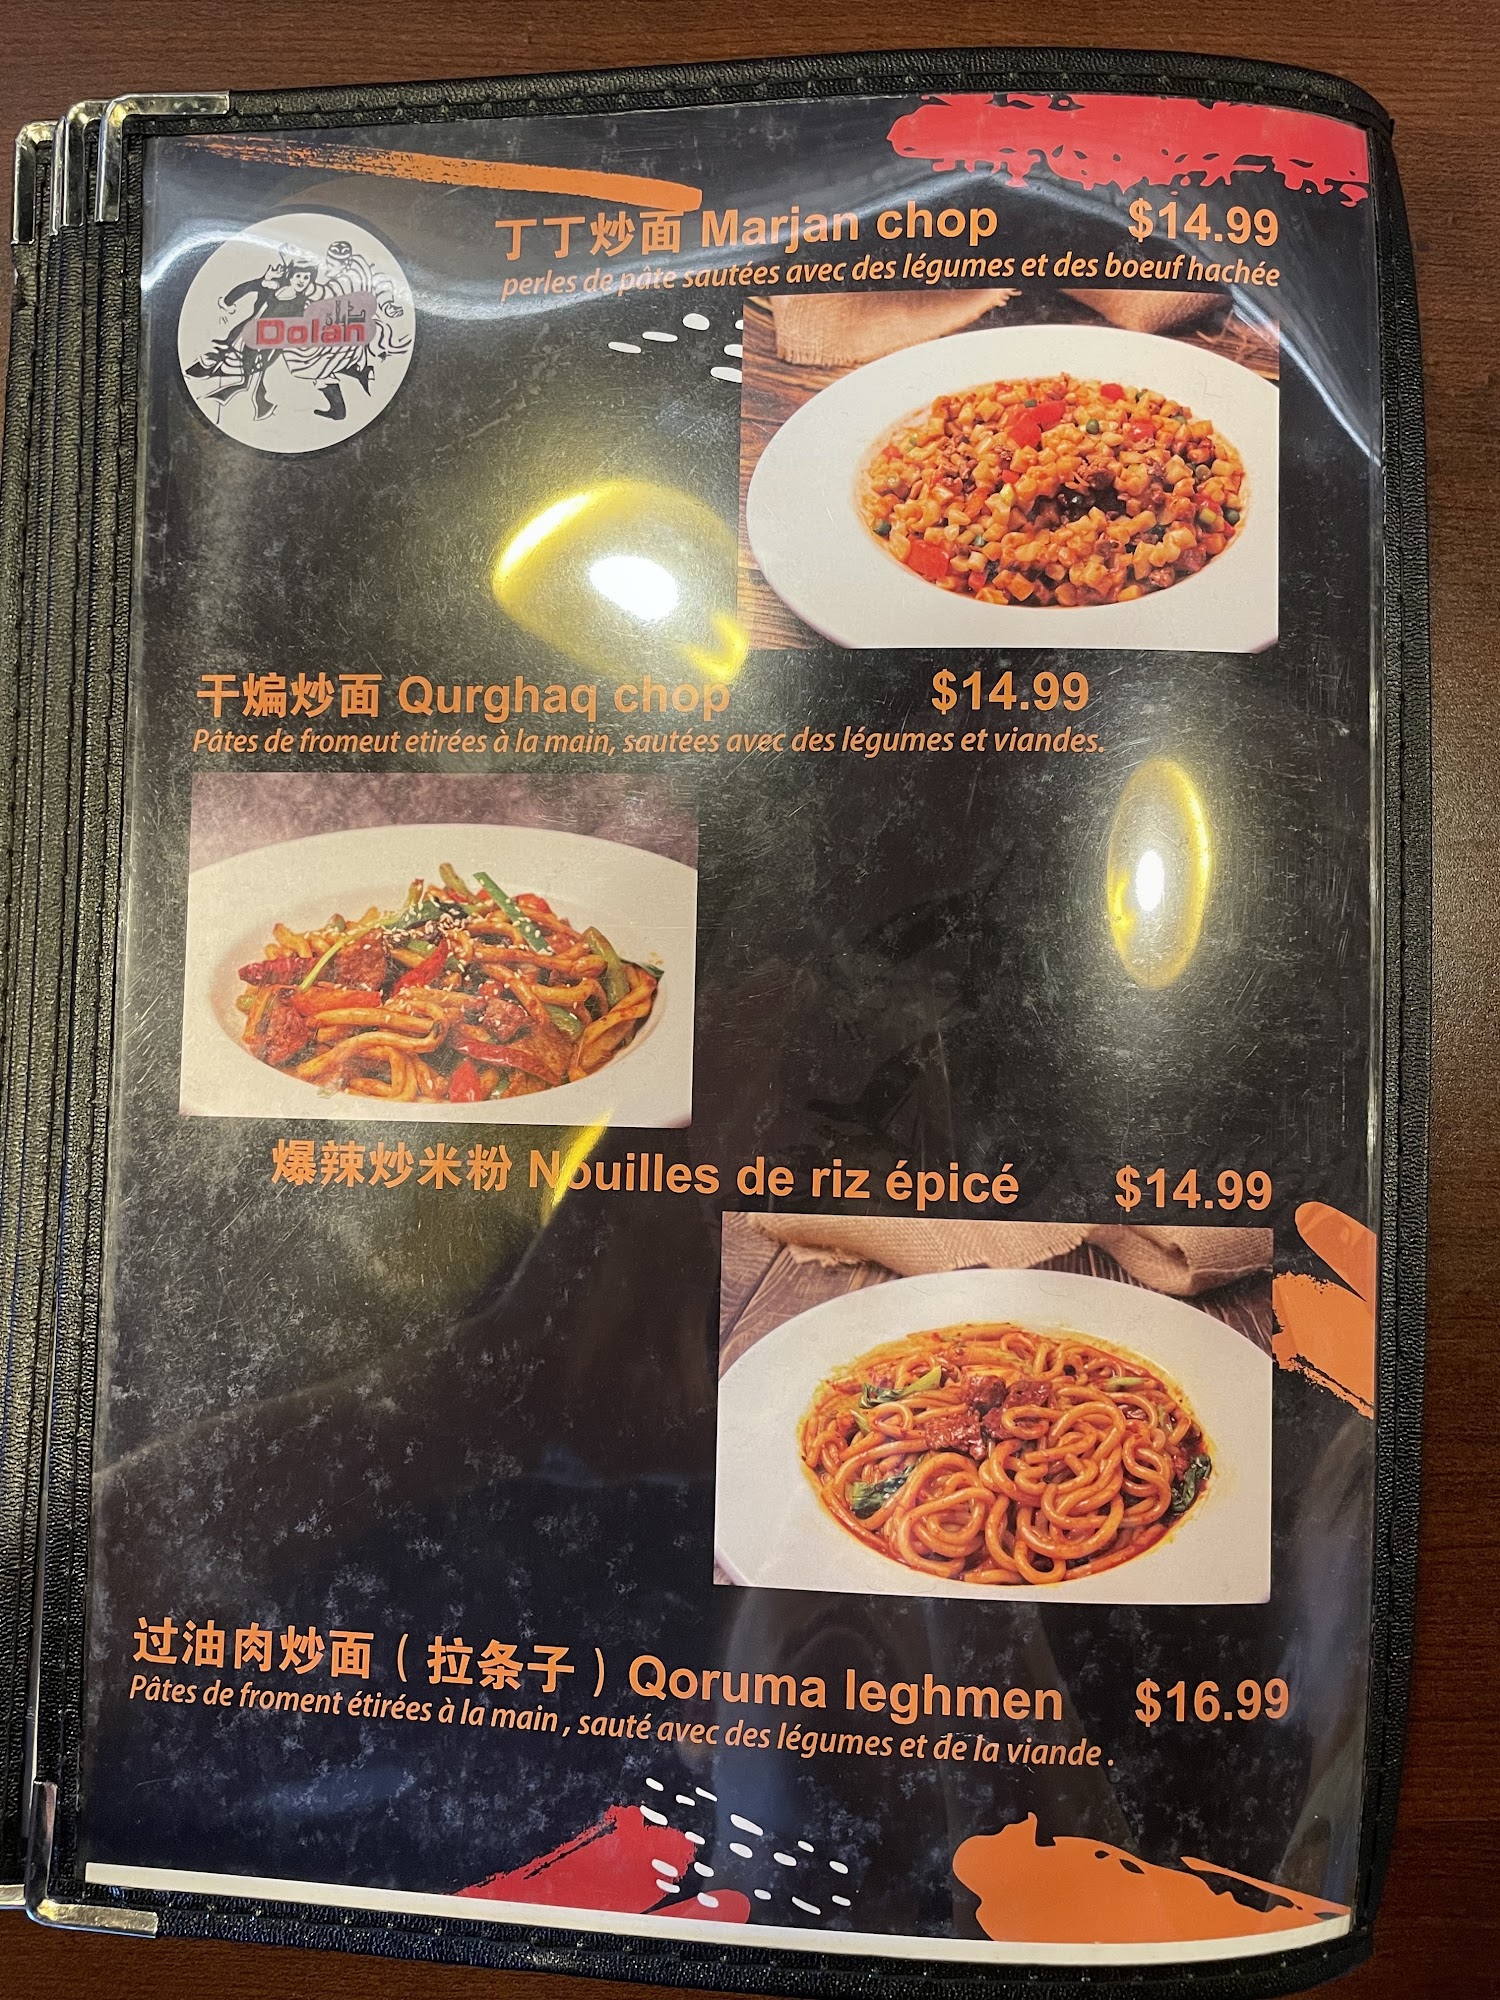 Dolan
丁丁炒面 Marjan chop $14.99
perles de pâte sautées avec des légumes et des boeuf hachée
干煸炒面 Qurghaq chop $14.99
Pâtes de fromeut etirées à la main, sautées avec des légumes et viandes.
爆辣炒米粉 Nouilles de riz épicé $14.99
过油肉炒面（拉条子）Qoruma leghmen $16.99
Pâtes de froment étirées à la main , sauté avec des légumes et de la viande .